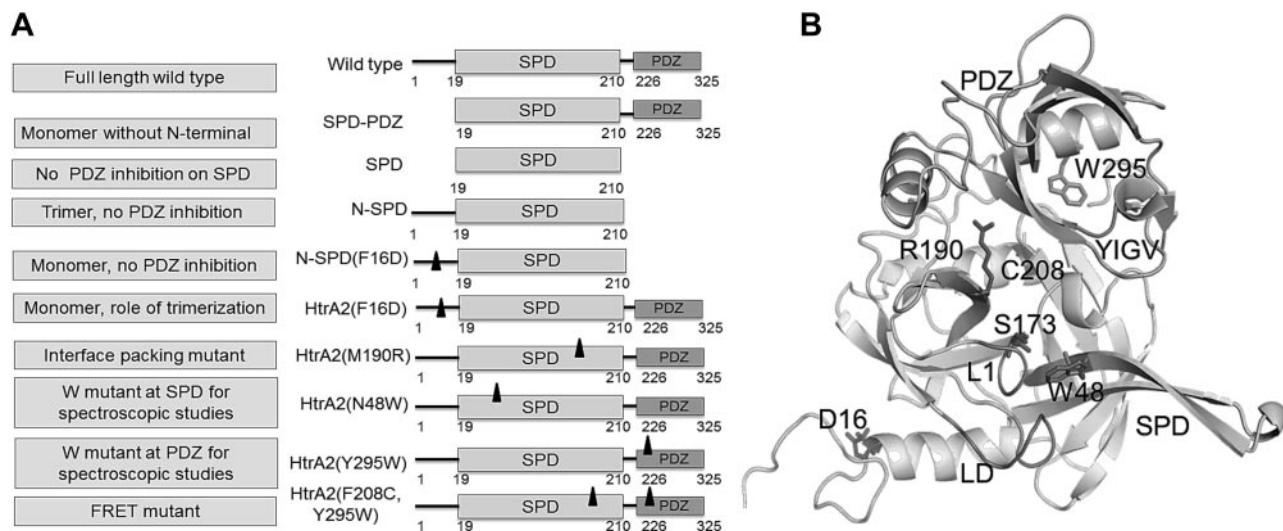 A
Full length wild type
Wild type
SPD
PDZ
1 19 210 226 325
Monomer without N-terminal
SPD-PDZ
SPD
PDZ
19 210 226 325
No PDZ inhibition on SPD
SPD
SPD
19 210
Trimer, no PDZ inhibition
N-SPD
SPD
1 19 210
Monomer, no PDZ inhibition
N-SPD(F16D)
SPD
1 19 210
Monomer, role of trimerization
HtrA2(F16D)
SPD
PDZ
1 19 210 226 325
Interface packing mutant
HtrA2(M190R)
SPD
PDZ
1 19 210 226 325
W mutant at SPD for
spectroscopic studies
HtrA2(N48W)
SPD
PDZ
1 19 210 226 325
W mutant at PDZ for
spectroscopic studies
HtrA2(Y295W)
SPD
PDZ
1 19 210 226 325
FRET mutant
HtrA2(F208C,
Y295W)
SPD
PDZ
1 19 210 226 325
B
PDZ
W295
YIGV
R190
C208
S173
L1
W48
D16
SPD
LD